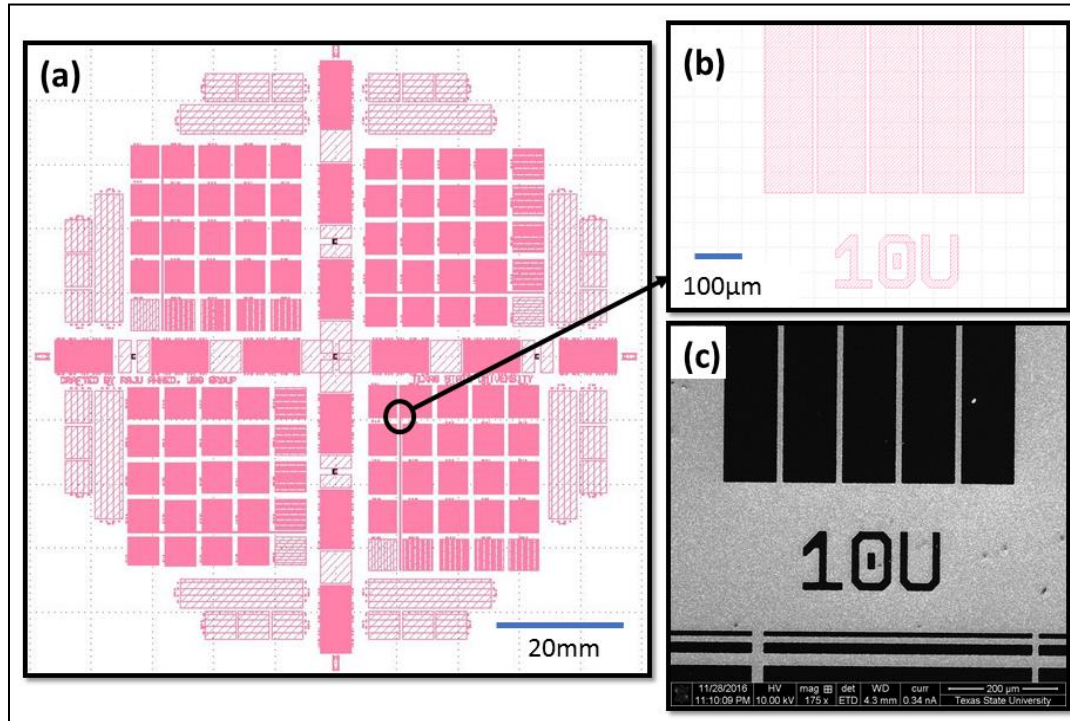 (a)
CRAFTED BY RAJU AHMED, JSG GROUP
TEXAS STATE UNIVERSITY
20mm
(b)
10U
100µm
(c)
10U
11/28/2016 HV mag det WD curr 200 µm
11:10:09 PM 10.00 kV 175 x ETD 4.3 mm 0.34 nA Texas State University